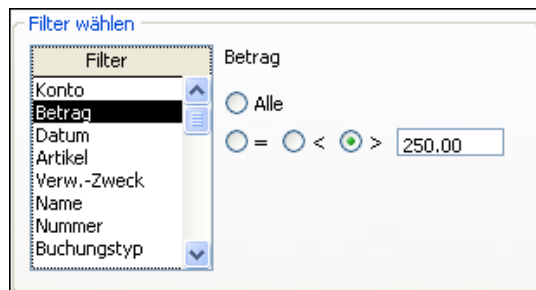 Filter wählen
Filter
Konto
Betrag
Datum
Artikel
Verw.-Zweck
Name
Nummer
Buchungstyp
Betrag
Alle
= < > 250.00